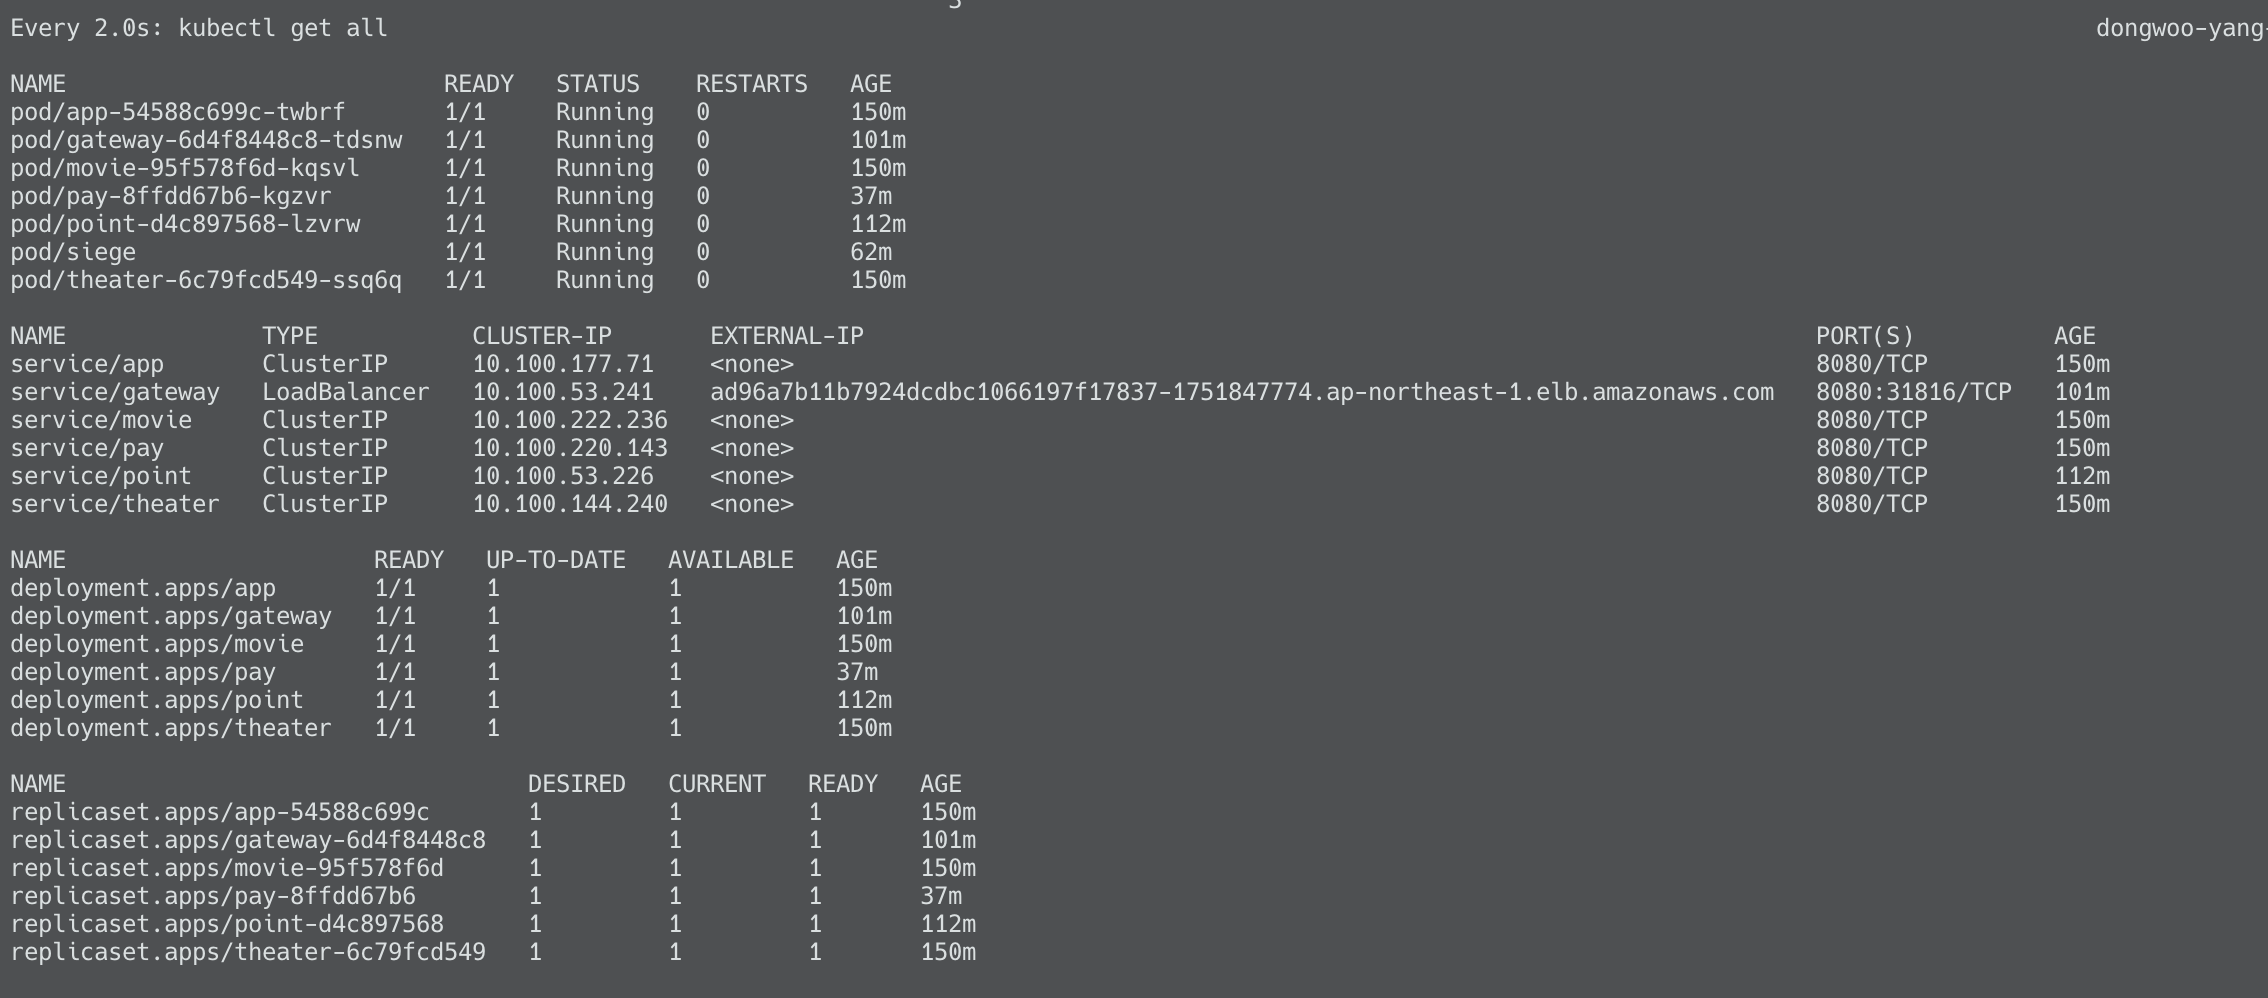 Every 2.0s: kubectl get all dongwoo-yang-
NAME READY STATUS RESTARTS AGE
pod/app-54588c699c-twbrf 1/1 Running 0 150m
pod/gateway-6d4f8448c8-tdsnw 1/1 Running 0 101m
pod/movie-95f578f6d-kqsvl 1/1 Running 0 150m
pod/pay-8ffdd67b6-kgzvr 1/1 Running 0 37m
pod/point-d4c897568-lzvrw 1/1 Running 0 112m
pod/siege 1/1 Running 0 62m
pod/theater-6c79fcd549-ssq6q 1/1 Running 0 150m
NAME TYPE CLUSTER-IP EXTERNAL-IP PORT(S) AGE
service/app ClusterIP 10.100.177.71 <none> 8080/TCP 150m
service/gateway LoadBalancer 10.100.53.241 ad96a7b11b7924dcdbc1066197f17837-1751847774.ap-northeast-1.elb.amazonaws.com 8080:31816/TCP 101m
service/movie ClusterIP 10.100.222.236 <none> 8080/TCP 150m
service/pay ClusterIP 10.100.220.143 <none> 8080/TCP 150m
service/point ClusterIP 10.100.53.226 <none> 8080/TCP 112m
service/theater ClusterIP 10.100.144.240 <none> 8080/TCP 150m
NAME READY UP-TO-DATE AVAILABLE AGE
deployment.apps/app 1/1 1 1 150m
deployment.apps/gateway 1/1 1 1 101m
deployment.apps/movie 1/1 1 1 150m
deployment.apps/pay 1/1 1 1 37m
deployment.apps/point 1/1 1 1 112m
deployment.apps/theater 1/1 1 1 150m
NAME DESIRED CURRENT READY AGE
replicaset.apps/app-54588c699c 1 1 1 150m
replicaset.apps/gateway-6d4f8448c8 1 1 1 101m
replicaset.apps/movie-95f578f6d 1 1 1 150m
replicaset.apps/pay-8ffdd67b6 1 1 1 37m
replicaset.apps/point-d4c897568 1 1 1 112m
replicaset.apps/theater-6c79fcd549 1 1 1 150m